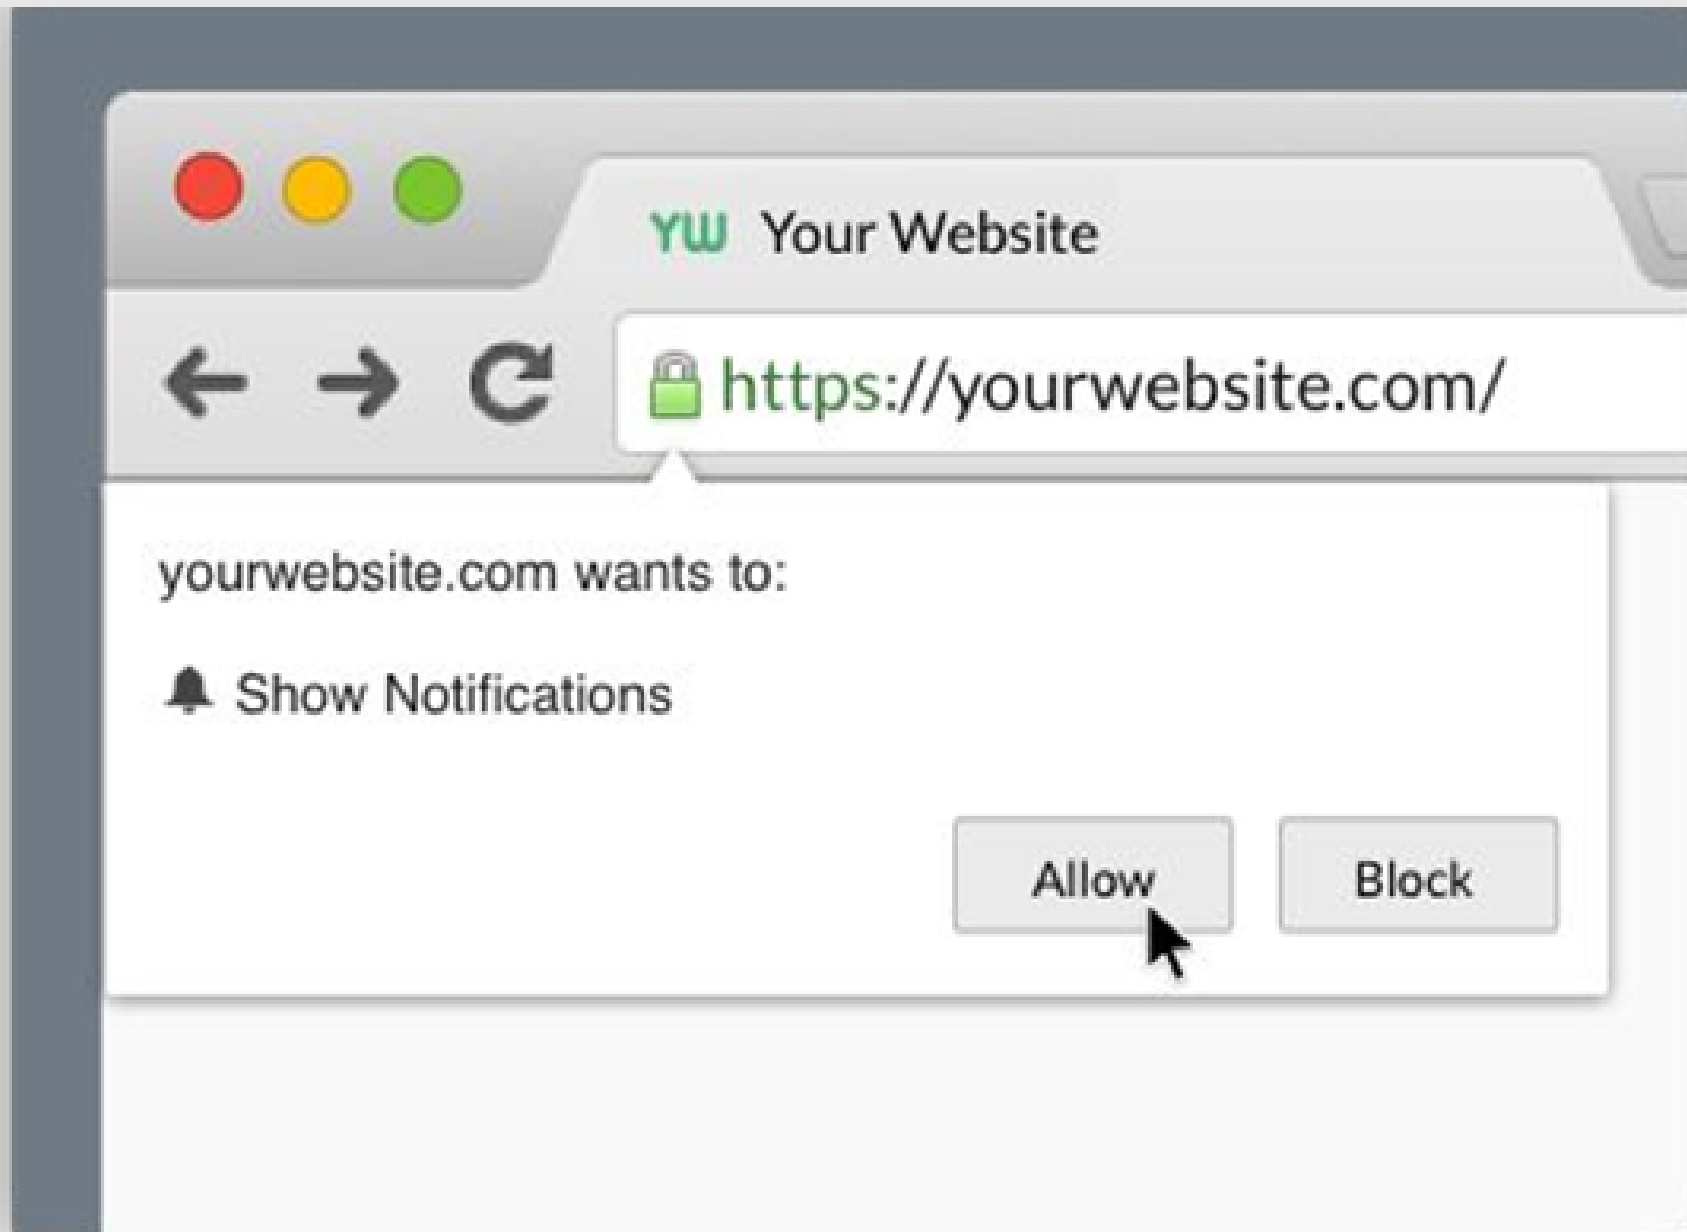 YW Your Website
https://yourwebsite.com/
yourwebsite.com wants to:
Show Notifications
Allow Block